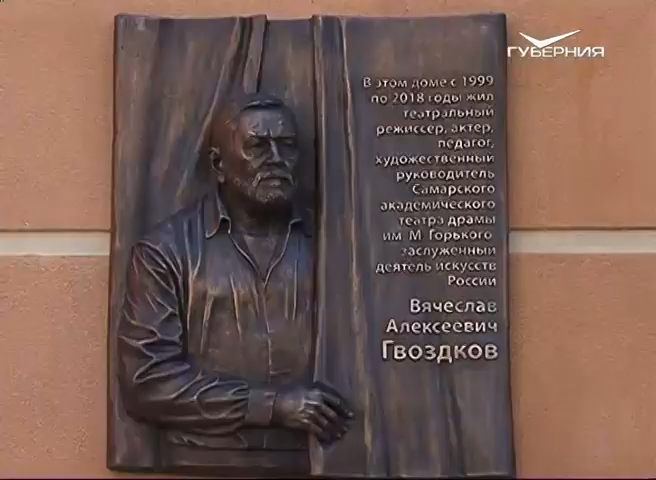 ГУБЕРНИЯ
В этом доме с 1999
по 2018 годы жил
театральный
режиссер, актер,
педагог,
художественный
руководитель
Самарского
академического
театра драмы
им. М. Горького.
заслуженный
деятель искусств
России
Вячеслав
Алексеевич
Гвоздков